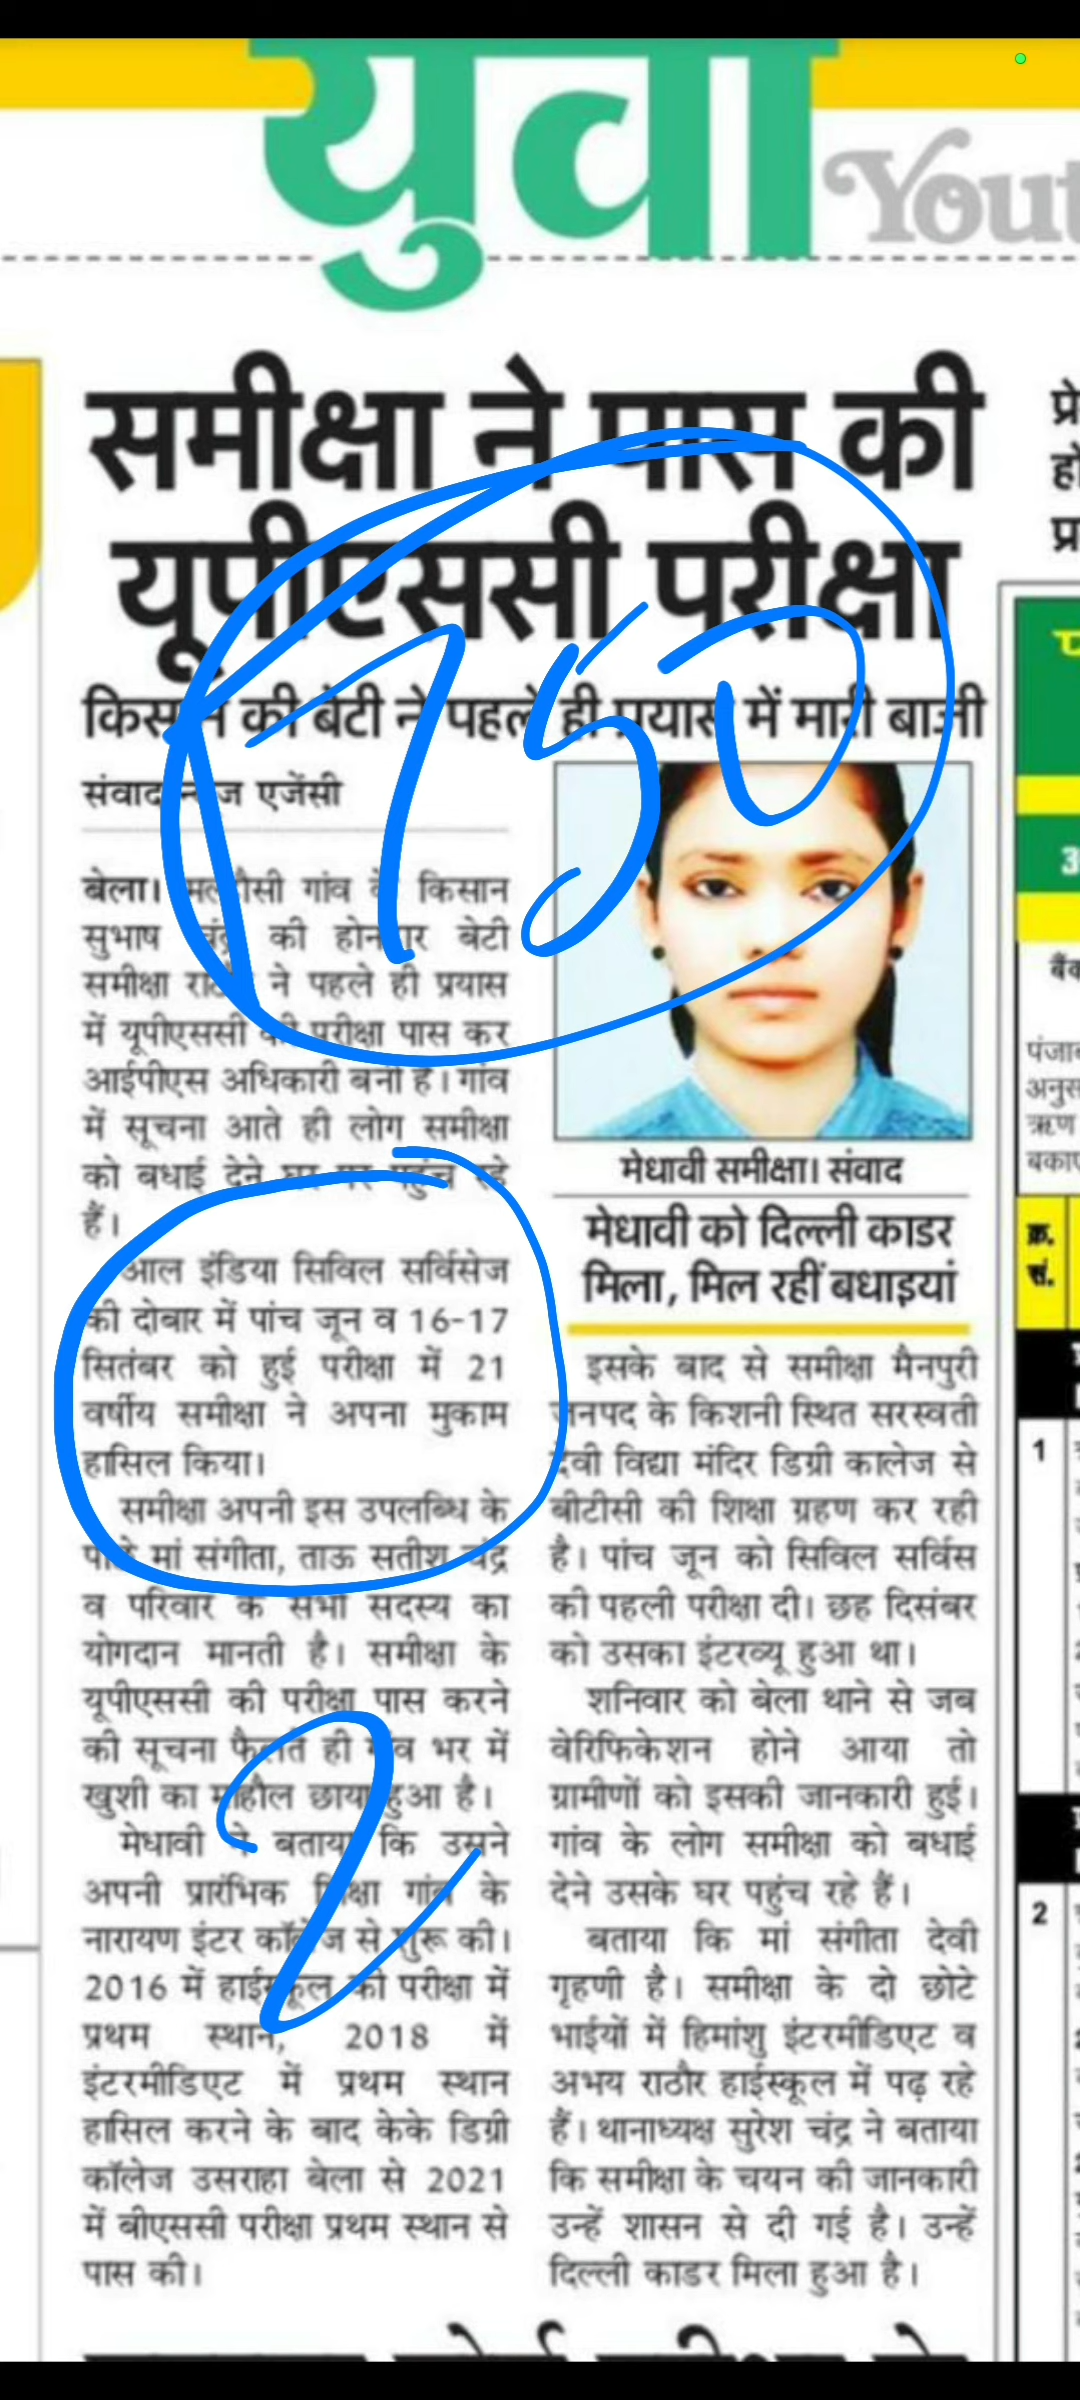 युवा
Yout
समीक्षा ने पास की
यूपीएससी परीक्षा
किसान की बेटी ने पहले ही प्रयास में मारी बाजी
संवाद न्यूज एजेंसी
बेला। गांव के किसान
सुभाष चंद्र की होनहार बेटी
समीक्षा राठौर ने पहले ही प्रयास
में यूपीएससी की परीक्षा पास कर
आईपीएस अधिकारी बनी है। गांव
में सूचना आते ही लोग समीक्षा
को बधाई देने घर पर पहुंच रहे
हैं।
आल इंडिया सिविल सर्विसेज
की दोबार में पांच जून व 16-17
सितंबर को हुई परीक्षा में 21
वर्षीय समीक्षा ने अपना मुकाम
हासिल किया।
समीक्षा अपनी इस उपलब्धि के
पीछे मां संगीता, ताऊ सतीश चंद्र
व परिवार के सभी सदस्य का
योगदान मानती है। समीक्षा के
यूपीएससी की परीक्षा पास करने
की सूचना फैलते ही गांव भर में
खुशी का माहौल छाया हुआ है।
मेधावी ने बताया कि उसने
अपनी प्रारंभिक शिक्षा गांव के
नारायण इंटर कॉलेज से शुरू की।
2016 में हाईस्कूल की परीक्षा में
प्रथम स्थान, 2018 में
इंटरमीडिएट में प्रथम स्थान
हासिल करने के बाद केके डिग्री
कॉलेज उसराहा बेला से 2021
में बीएससी परीक्षा प्रथम स्थान से
पास की।
मेधावी समीक्षा। संवाद
मेधावी को दिल्ली काडर
मिला, मिल रहीं बधाइयां
इसके बाद से समीक्षा मैनपुरी
जनपद के किशनी स्थित सरस्वती
देवी विद्या मंदिर डिग्री कालेज से
बीटीसी की शिक्षा ग्रहण कर रही
है। पांच जून को सिविल सर्विस
की पहली परीक्षा दी। छह दिसंबर
को उसका इंटरव्यू हुआ था।
शनिवार को बेला थाने से जब
वेरिफिकेशन होने आया तो
ग्रामीणों को इसकी जानकारी हुई।
गांव के लोग समीक्षा को बधाई
देने उसके घर पहुंच रहे हैं।
बताया कि मां संगीता देवी
गृहणी है। समीक्षा के दो छोटे
भाईयों में हिमांशु इंटरमीडिएट व
अभय राठौर हाईस्कूल में पढ़ रहे
हैं। थानाध्यक्ष सुरेश चंद्र ने बताया
कि समीक्षा के चयन की जानकारी
उन्हें शासन से दी गई है। उन्हें
दिल्ली काडर मिला हुआ है।
750
2
क्र.
सं.
1
2